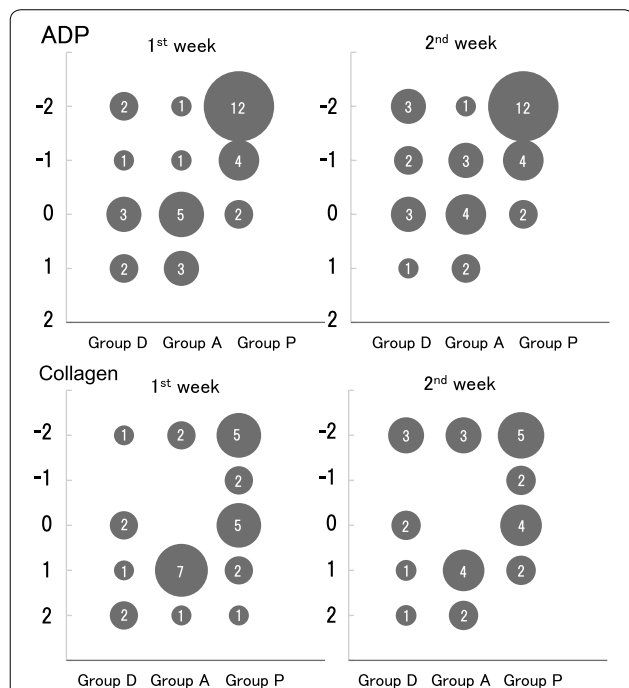 ADP
1st week 2nd week
-2 2 1 12 -2 3 1 12
-1 1 1 4 -1 2 3 4
0 3 5 2 0 3 4 2
1 2 3 1 1 2
2 2
Group D Group A Group P Group D Group A Group P
Collagen
1st week 2nd week
-2 1 2 5 -2 3 3 5
-1 2 -1 2
0 2 5 0 2 4
1 1 7 2 1 1 4 2
2 2 1 1 2 1 2
Group D Group A Group P Group D Group A Group P